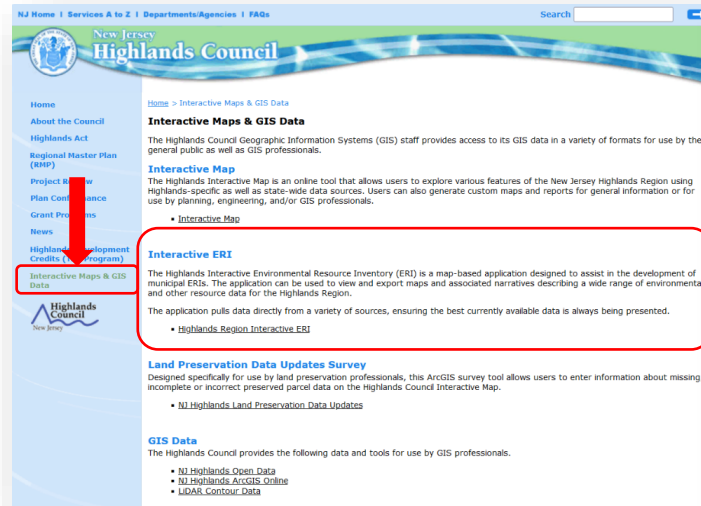 NJ Home | Services A to Z | Departments/Agencies | FAQs
Search
New Jersey
Highlands Council
Home
About the Council
Highlands Act
Regional Master Plan
(RMP)
Project Review
Plan Conformance
Grant Programs
News
Highlands Development
Credits (TDR Program)
Interactive Maps & GIS
Data
Highlands
Council
New Jersey
Home > Interactive Maps & GIS Data
Interactive Maps & GIS Data
The Highlands Council Geographic Information Systems (GIS) staff provides access to its GIS data in a variety of formats for use by the
general public as well as GIS professionals.
Interactive Map
The Highlands Interactive Map is an online tool that allows users to explore various features of the New Jersey Highlands Region using
Highlands-specific as well as state-wide data sources. Users can also generate custom maps and reports for general information or for
use by planning, engineering, and/or GIS professionals.
▪ Interactive Map
Interactive ERI
The Highlands Interactive Environmental Resource Inventory (ERI) is a map-based application designed to assist in the development of
municipal ERIs. The application can be used to view and export maps and associated narratives describing a wide range of environmenta
and other resource data for the Highlands Region.
The application pulls data directly from a variety of sources, ensuring the best currently available data is always being presented.
▪ Highlands Region Interactive ERI
Land Preservation Data Updates Survey
Designed specifically for use by land preservation professionals, this ArcGIS survey tool allows users to enter information about missing
incomplete or incorrect preserved parcel data on the Highlands Council Interactive Map.
▪ NJ Highlands Land Preservation Data Updates
GIS Data
The Highlands Council provides the following data and tools for use by GIS professionals.
▪ NJ Highlands Open Data
▪ NJ Highlands ArcGIS Online
▪ LiDAR Contour Data